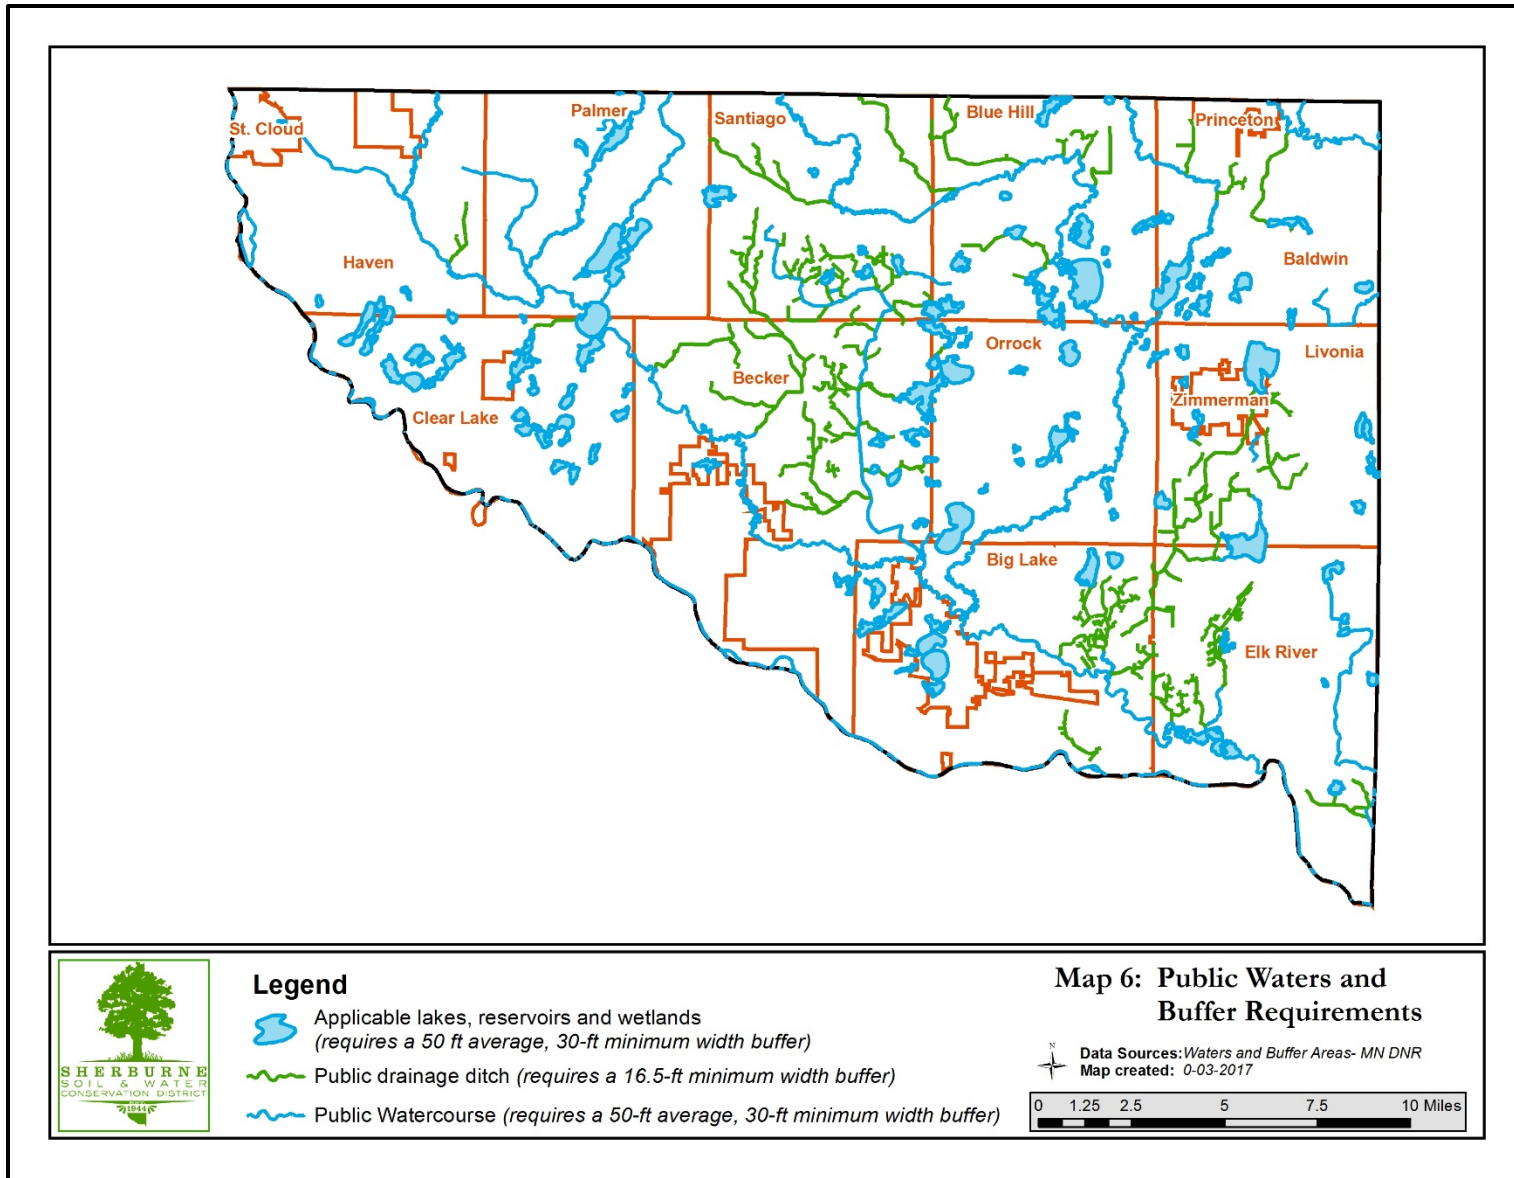 St. Cloud
Palmer
Santiago
Blue Hill
Princeton
Haven
Baldwin
Orrock
Livonia
Becker
Zimmerman
Clear Lake
Big Lake
Elk River
SHERBURNE
SOIL & WATER
CONSERVATION DISTRICT
1944
Legend
Applicable lakes, reservoirs and wetlands
(requires a 50 ft average, 30-ft minimum width buffer)
Public drainage ditch (requires a 16.5-ft minimum width buffer)
Public Watercourse (requires a 50-ft average, 30-ft minimum width buffer)
Map 6: Public Waters and
Buffer Requirements
N
Data Sources: Waters and Buffer Areas- MN DNR
Map created: 0-03-2017
0 1.25 2.5 5 7.5 10 Miles